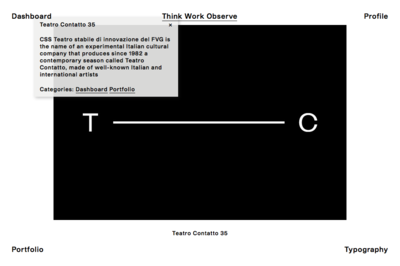 Dashboard
Think Work Observe
Profile
Teatro Contatto 35
×
CSS Teatro stabile di innovazione del FVG is
the name of an experimental Italian cultural
company that produces since 1982 a
contemporary season called Teatro
Contatto, made of well-known Italian and
international artists
Categories: Dashboard Portfolio
T C
Teatro Contatto 35
Portfolio
Typography